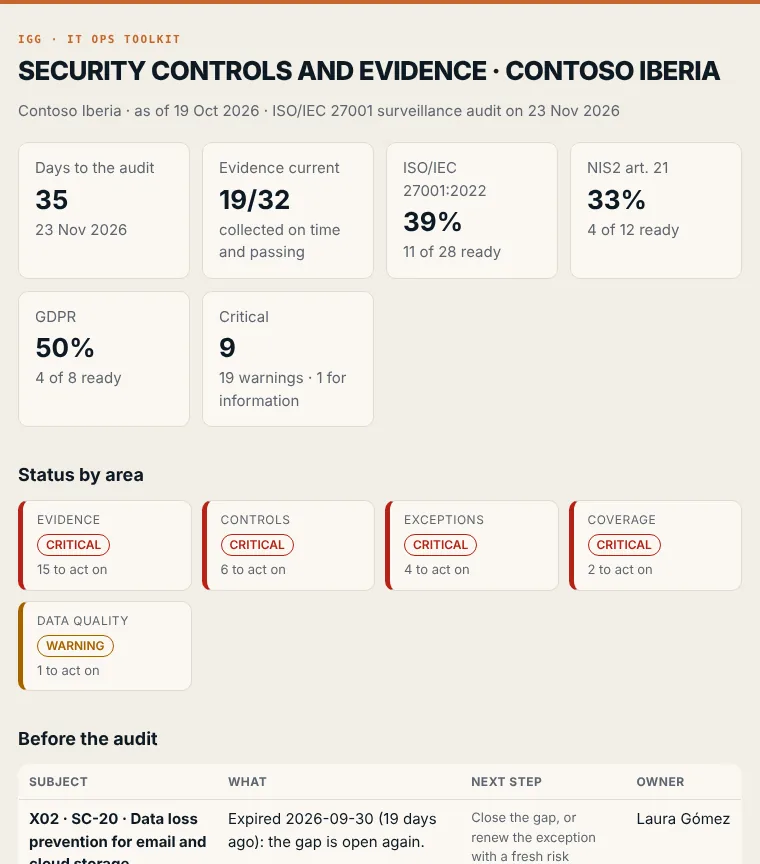 IGG · IT OPS TOOLKIT
SECURITY CONTROLS AND EVIDENCE · CONTOSO IBERIA
Contoso Iberia · as of 19 Oct 2026 · ISO/IEC 27001 surveillance audit on 23 Nov 2026
Days to the audit
35
23 Nov 2026
Evidence current
19/32
collected on time
and passing
ISO/IEC
27001:2022
39%
11 of 28 ready
NIS2 art. 21
33%
4 of 12 ready
GDPR
50%
4 of 8 ready
Critical
9
19 warnings · 1 for
information
Status by area
EVIDENCE
CRITICAL
15 to act on
CONTROLS
CRITICAL
6 to act on
EXCEPTIONS
CRITICAL
4 to act on
COVERAGE
CRITICAL
2 to act on
DATA QUALITY
WARNING
1 to act on
Before the audit
SUBJECT
WHAT
NEXT STEP
OWNER
X02 · SC-20 · Data loss
prevention for email and
cloud storage
Expired 2026-09-30 (19 days
ago): the gap is open again.
Close the gap, or
renew the exception
with a fresh risk
Laura Gómez